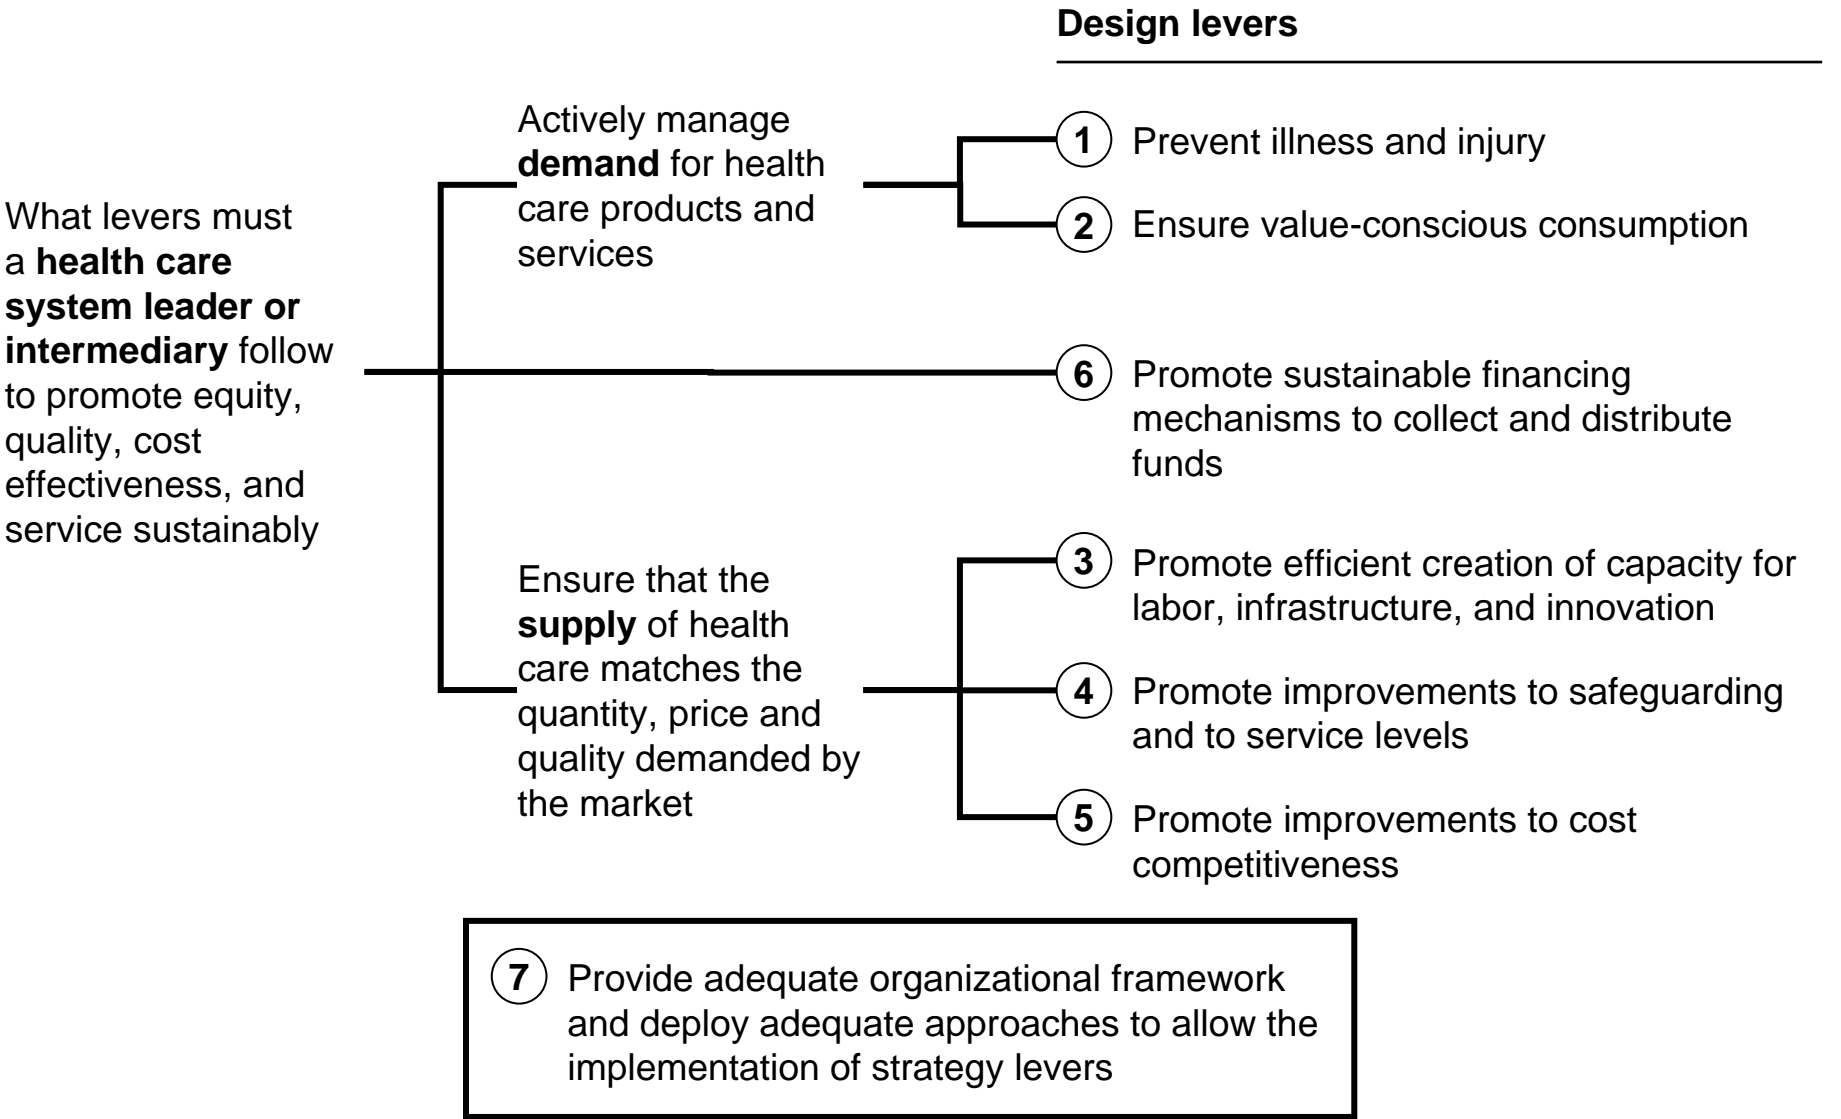 Design levers
What levers must
a health care
system leader or
intermediary follow
to promote equity,
quality, cost
effectiveness, and
service sustainably
Actively manage
demand for health
care products and
services
1 Prevent illness and injury
2 Ensure value-conscious consumption
6 Promote sustainable financing
mechanisms to collect and distribute
funds
Ensure that the
supply of health
care matches the
quantity, price and
quality demanded by
the market
3 Promote efficient creation of capacity for
labor, infrastructure, and innovation
4 Promote improvements to safeguarding
and to service levels
5 Promote improvements to cost
competitiveness
7 Provide adequate organizational framework
and deploy adequate approaches to allow the
implementation of strategy levers